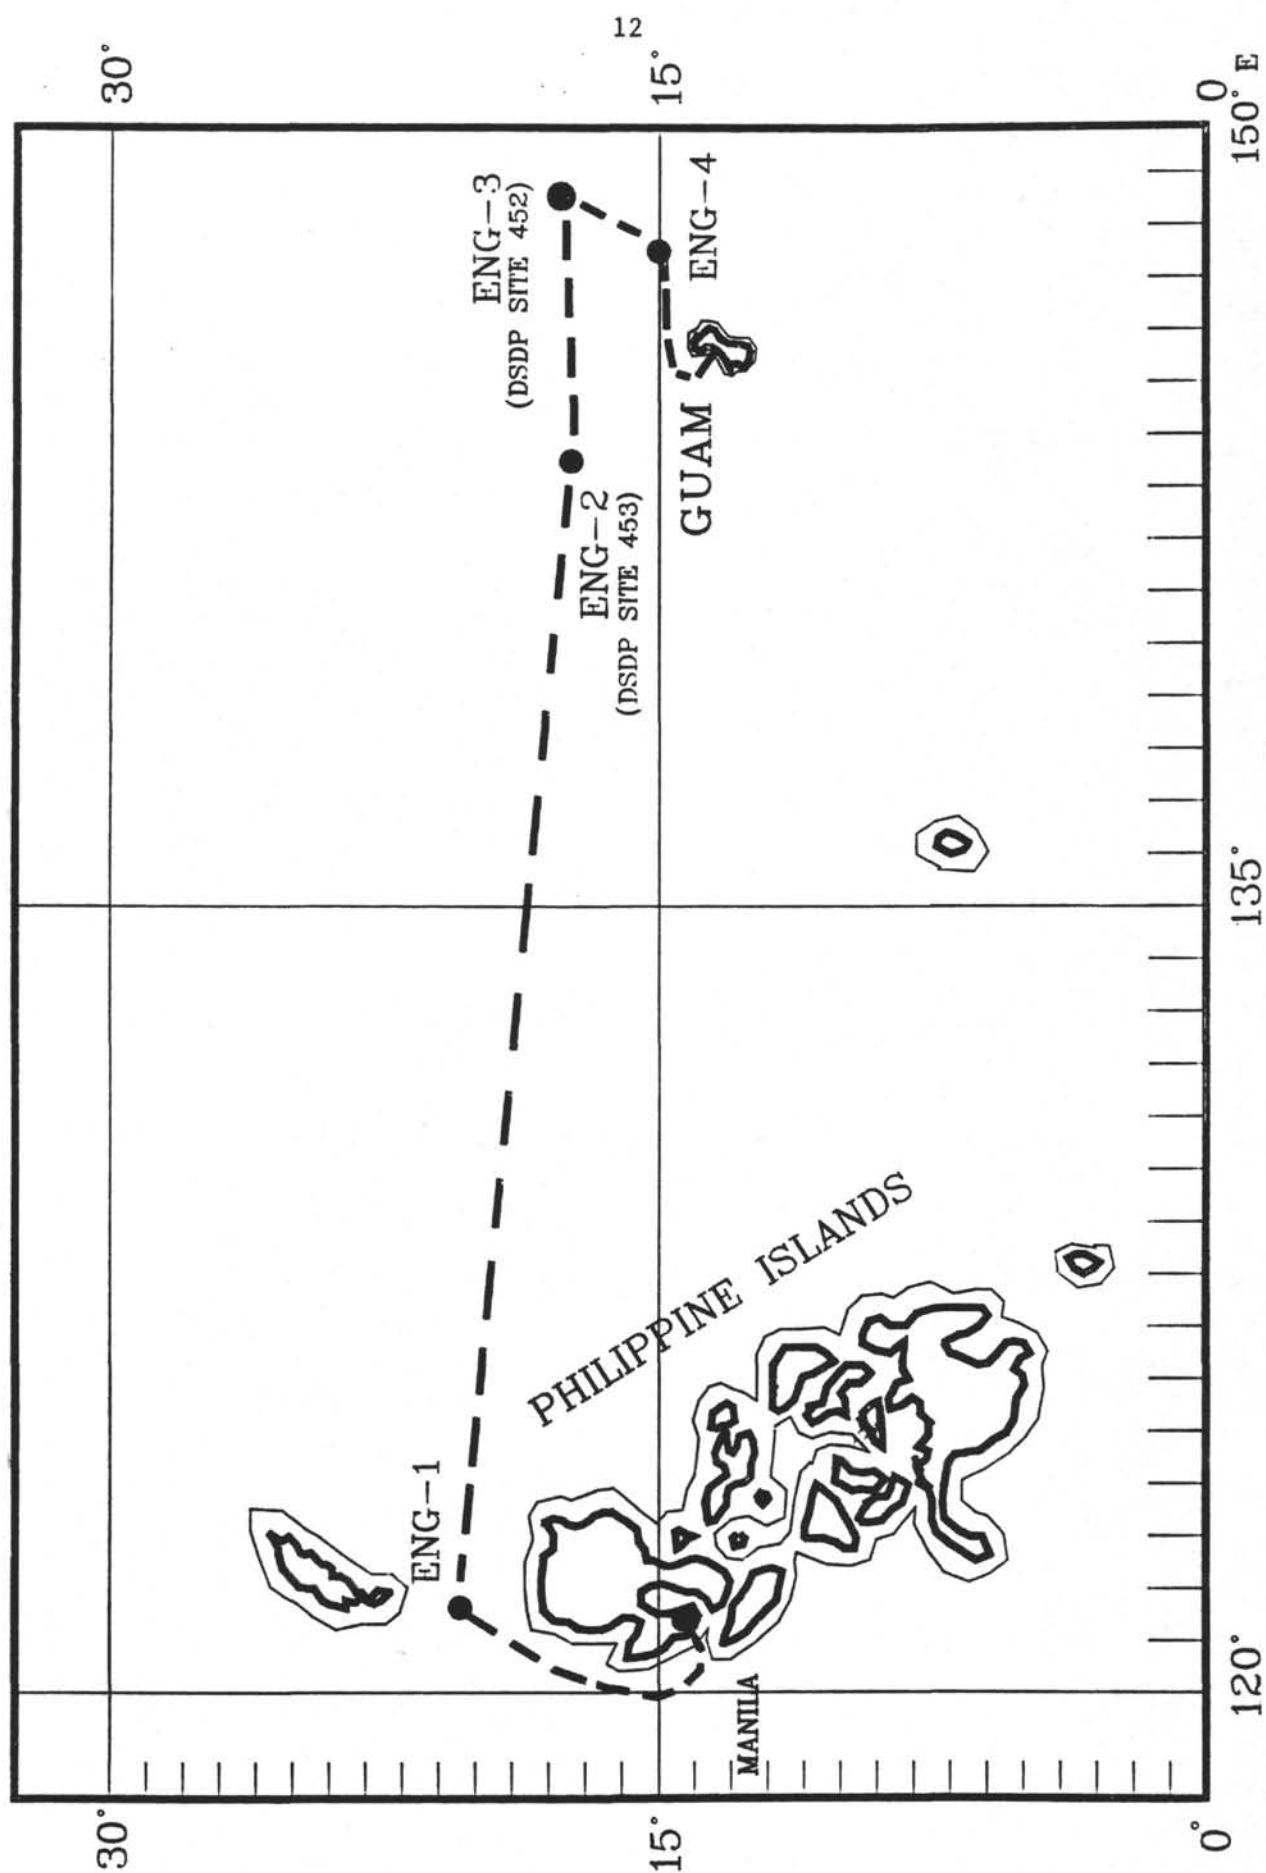 12
30°
15°
0
ENG-1
ENG-2
(DSDP SITE 453)
ENG-3
(DSDP SITE 452)
ENG-4
GUAM
PHILIPPINE ISLANDS
MANILA
30°
15°
0°
120°
135°
150° E